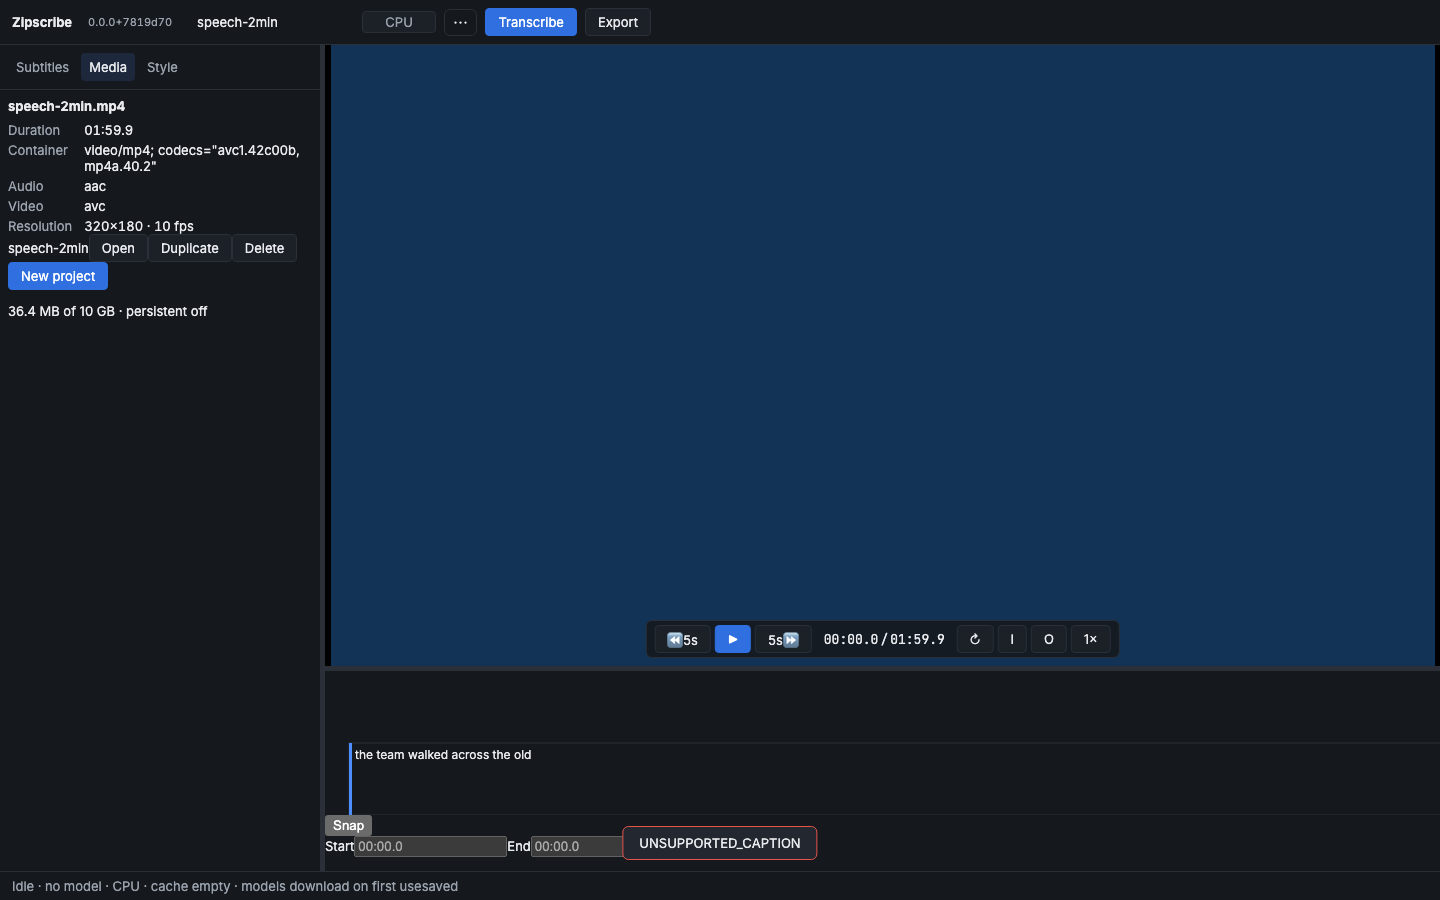 Zipscribe 0.0.0+7819d70 speech-2min CPU ··· Transcribe Export
Subtitles Media Style
speech-2min.mp4
Duration 01:59.9
Container video/mp4; codecs="avc1.42c00b,
mp4a.40.2"
Audio aac
Video avc
Resolution 320×180 · 10 fps
speech-2min Open Duplicate Delete
New project
36.4 MB of 10 GB · persistent off
⏪5s ▶ 5s⏩ 00:00.0/01:59.9 ↻ I O 1×
the team walked across the old
Snap
Start 00:00.0 End 00:00.0 UNSUPPORTED_CAPTION
Idle · no model · CPU · cache empty · models download on first usesaved